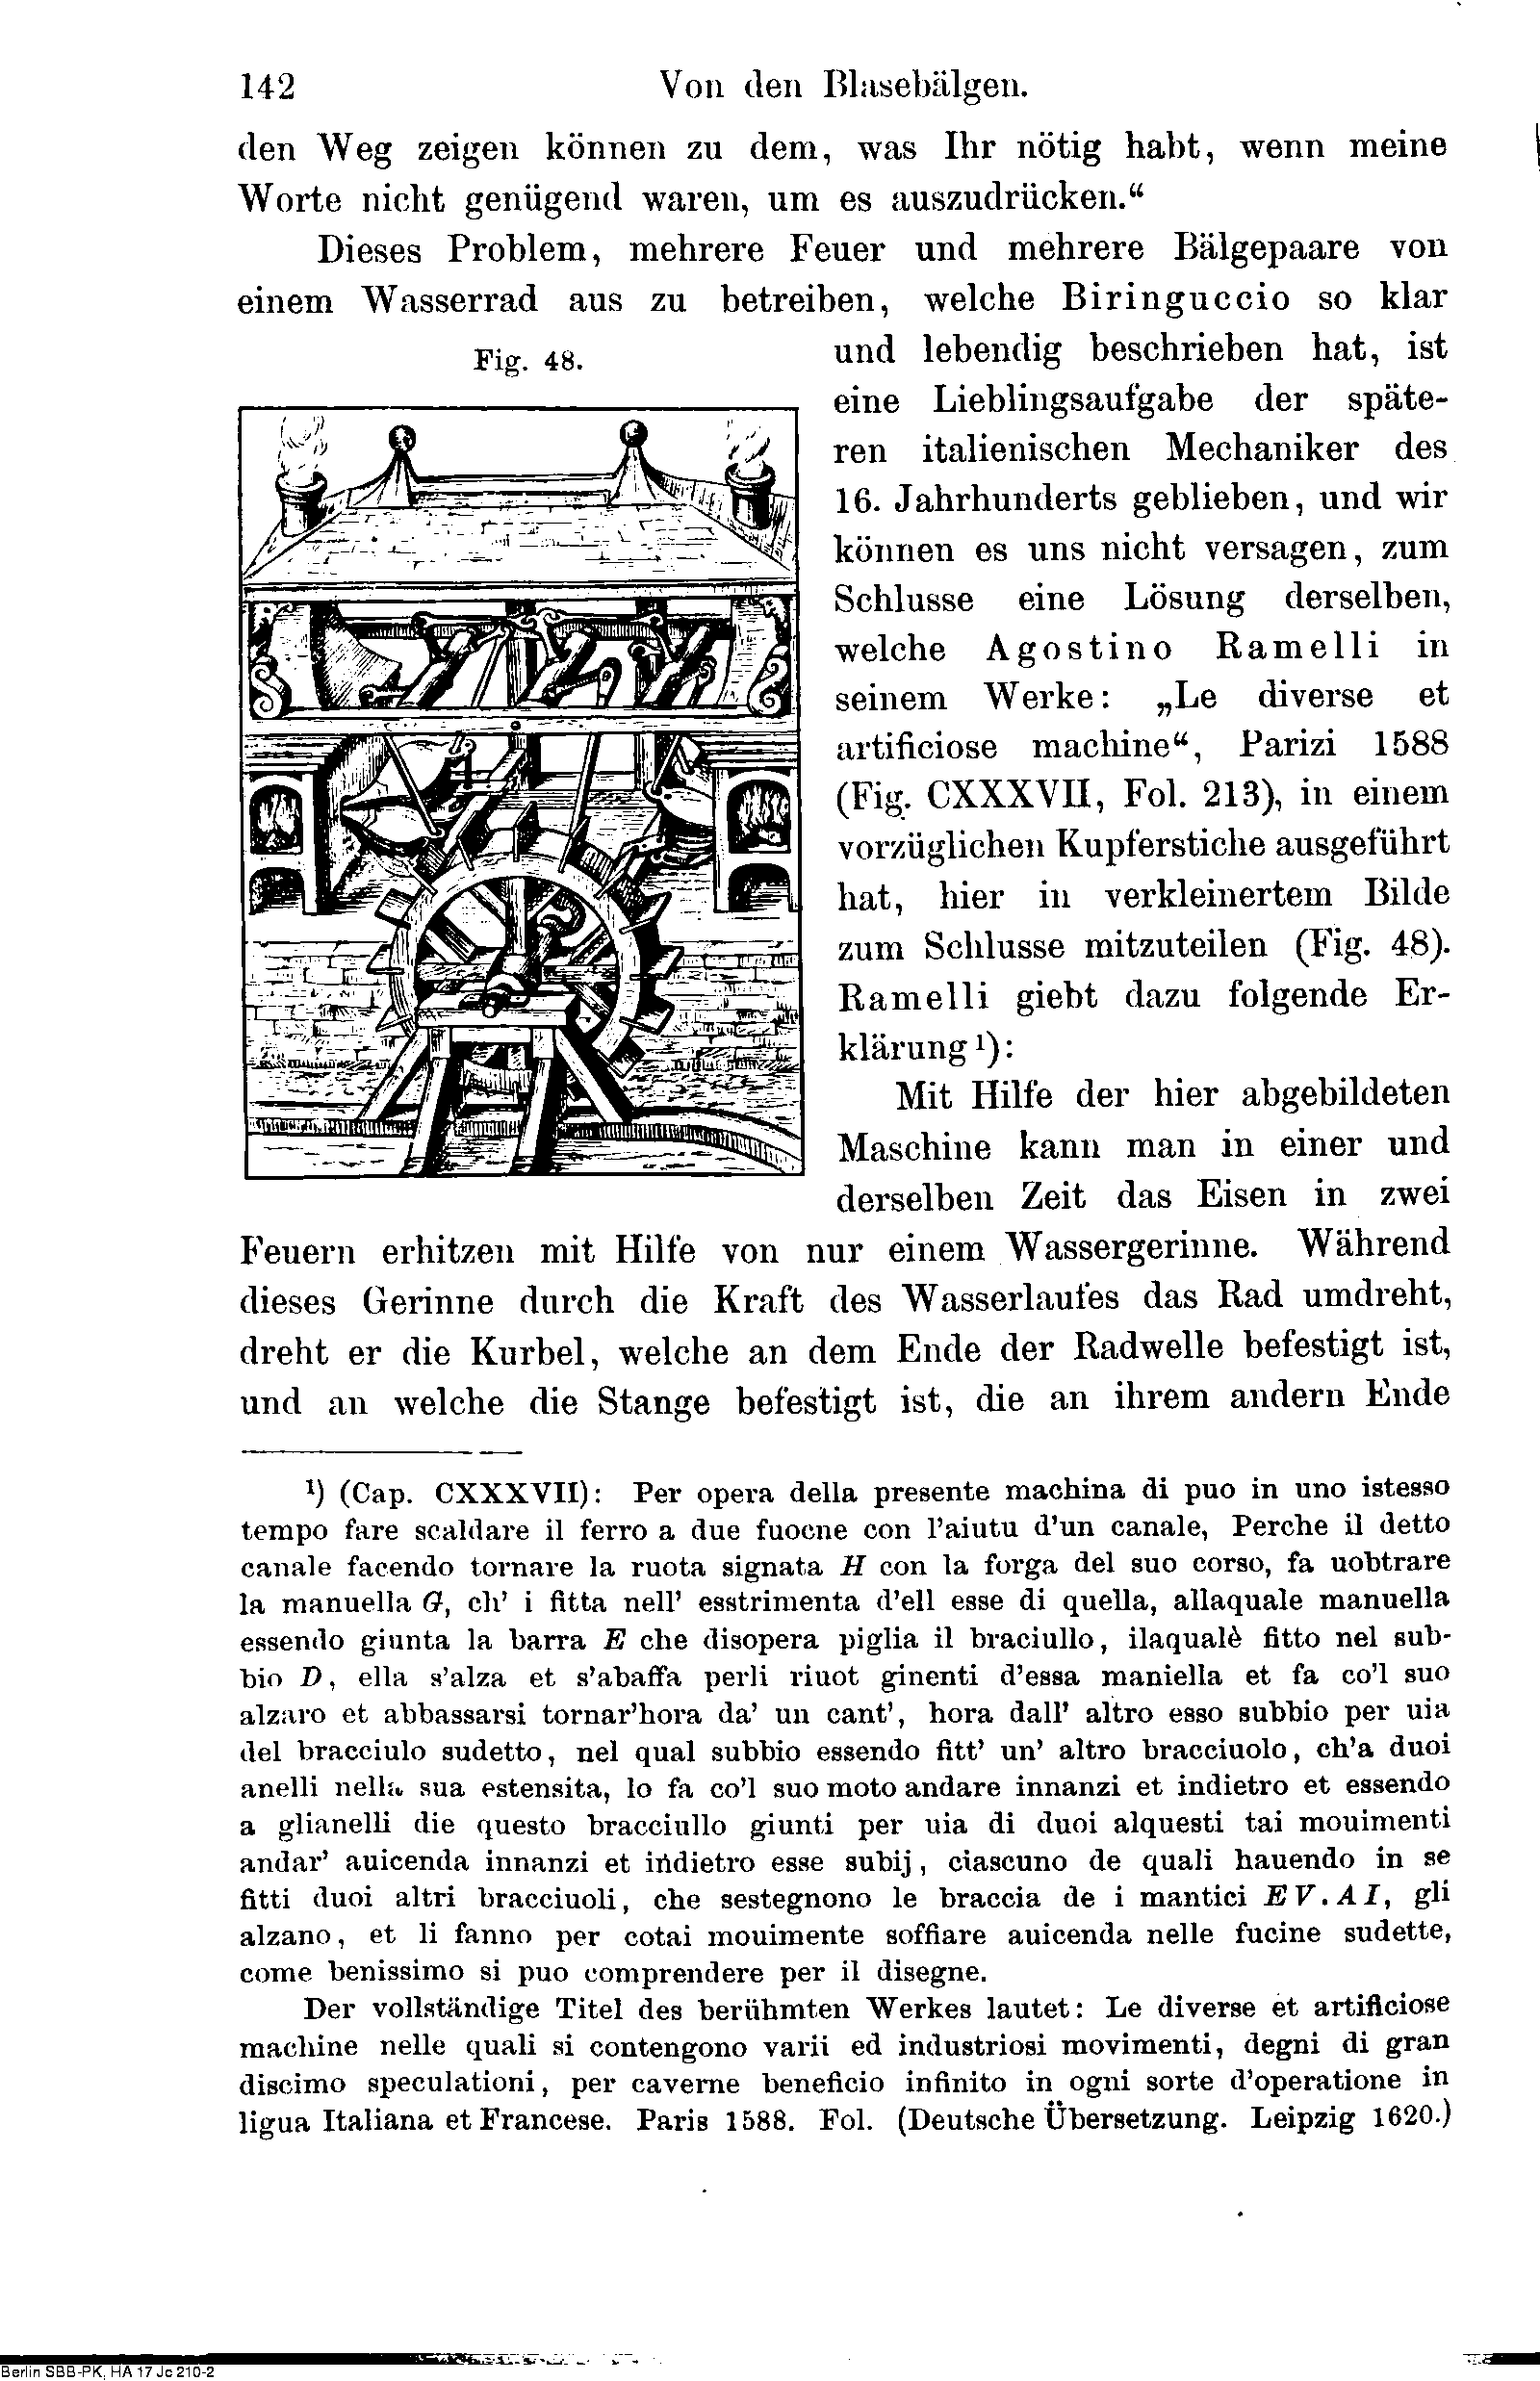 142
Von den Blasebälgen.
den Weg zeigen können zu dem, was Ihr nötig habt, wenn meine
Worte nicht genügend waren, um es auszudrücken.“
Dieses Problem, mehrere Feuer und mehrere Bälgepaare von
einem Wasserrad aus zu betreiben, welche Biringuccio so klar
Fig. 48.
und lebendig beschrieben hat, ist
eine Lieblingsaufgabe der späte-
ren italienischen Mechaniker des
16. Jahrhunderts geblieben, und wir
können es uns nicht versagen, zum
Schlusse eine Lösung derselben,
welche Agostino Ramelli in
seinem Werke: „Le diverse et
artificiose machine“, Parizi 1588
(Fig. CXXXVII, Fol. 213), in einem
vorzüglichen Kupferstiche ausgeführt
hat, hier in verkleinertem Bilde
zum Schlusse mitzuteilen (Fig. 48).
Ramelli giebt dazu folgende Er-
klärung ¹):
Mit Hilfe der hier abgebildeten
Maschine kann man in einer und
derselben Zeit das Eisen in zwei
Feuern erhitzen mit Hilfe von nur einem Wassergerinne. Während
dieses Gerinne durch die Kraft des Wasserlaufes das Rad umdreht,
dreht er die Kurbel, welche an dem Ende der Radwelle befestigt ist,
und an welche die Stange befestigt ist, die an ihrem andern Ende
¹) (Cap. CXXXVII): Per opera della presente machina di puo in uno istesso
tempo fare scaldare il ferro a due fuocne con l'aiutu d'un canale, Perche il detto
canale facendo tornare la ruota signata H con la forga del suo corso, fa uobtrare
la manuella G, ch' i fitta nell' esstrimenta d'ell esse di quella, allaquale manuella
essendo giunta la barra E che disopera piglia il braciullo, ilaqualè fitto nel sub-
bio D, ella s'alza et s'abaffa perli riuot ginenti d'essa maniella et fa co'l suo
alzaro et abbassarsi tornar'hora da' un cant', hora dall' altro esso subbio per uia
del bracciulo sudetto, nel qual subbio essendo fitt' un' altro bracciuolo, ch'a duoi
anelli nella sua estensita, lo fa co'l suo moto andare innanzi et indietro et essendo
a glianelli die questo bracciullo giunti per uia di duoi alquesti tai mouimenti
andar' auicenda innanzi et indietro esse subij, ciascuno de quali hauendo in se
fitti duoi altri bracciuoli, che sestegnono le braccia de i mantici EV. AI, gli
alzano, et li fanno per cotai mouimente soffiare auicenda nelle fucine sudette,
come benissimo si puo comprendere per il disegne.
Der vollständige Titel des berühmten Werkes lautet: Le diverse et artificiose
machine nelle quali si contengono varii ed industriosi movimenti, degni di gran
discimo speculationi, per caverne beneficio infinito in ogni sorte d'operatione in
ligua Italiana et Francese. Paris 1588. Fol. (Deutsche Übersetzung. Leipzig 1620.)
Berlin SBB-PK, HA 17 Jc 210-2